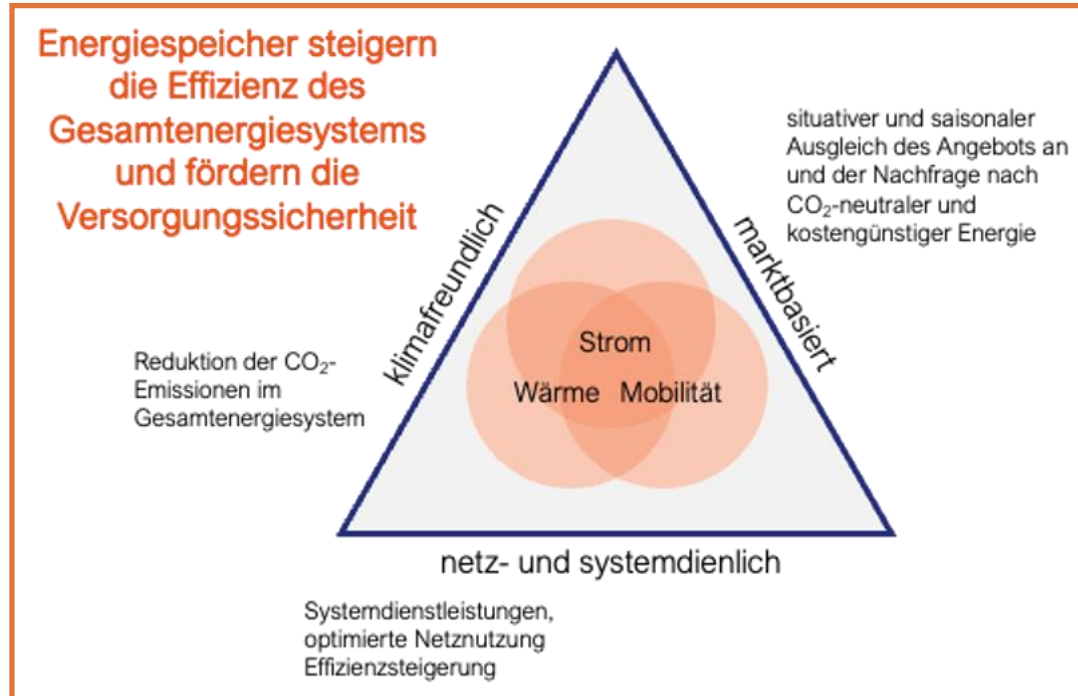 Energiespeicher steigern
die Effizienz des
Gesamtenergiesystems
und fördern die
Versorgungssicherheit
situativer und saisonaler
Ausgleich des Angebots an
und der Nachfrage nach
CO₂-neutraler und
kostengünstiger Energie
klimafreundlich
marktbasiert
Strom
Wärme Mobilität
Reduktion der CO₂-
Emissionen im
Gesamtenergiesystem
netz- und systemdienlich
Systemdienstleistungen,
optimierte Netznutzung
Effizienzsteigerung